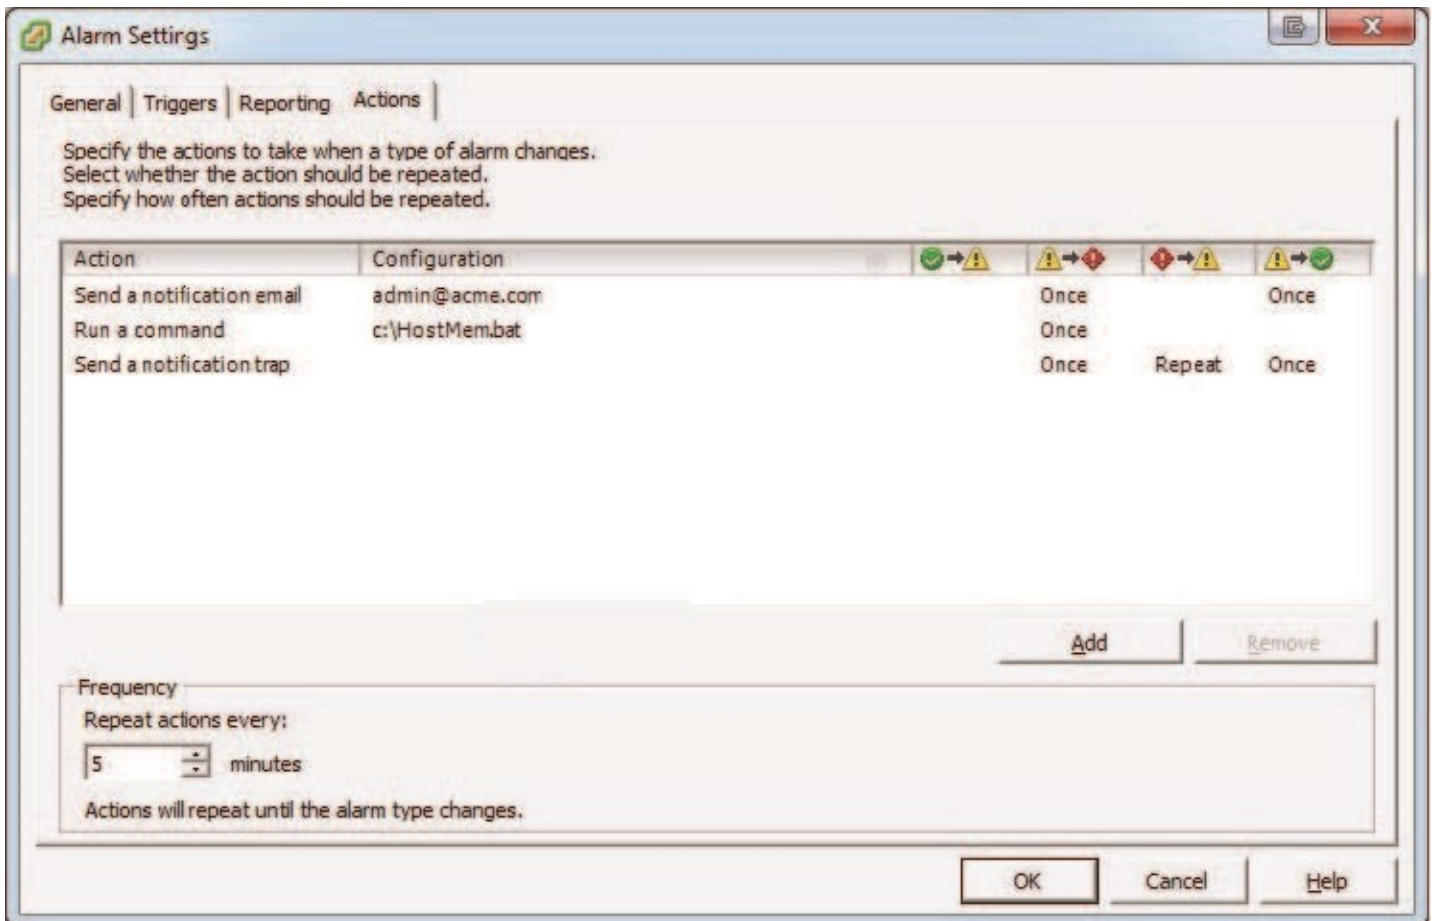 Alarm Settings
General Triggers Reporting Actions
Specify the actions to take when a type of alarm changes.
Select whether the action should be repeated.
Specify how often actions should be repeated.
Action Configuration
Send a notification email admin@acme.com Once Once
Run a command c:\HostMem.bat Once
Send a notification trap Once Repeat Once
Add Remove
Frequency
Repeat actions every:
5 minutes
Actions will repeat until the alarm type changes.
OK Cancel Help